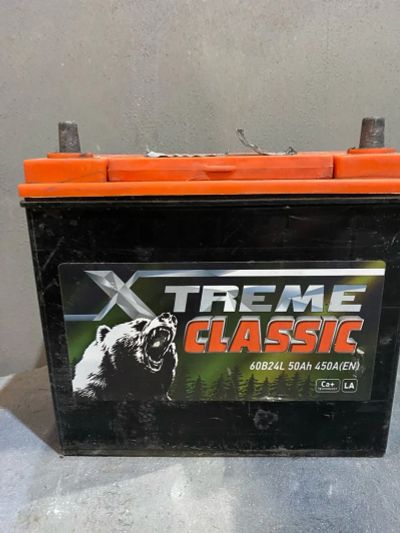 XTREME
CLASSIC
60B24L 50Ah 450A(EN)
Ca+ LA